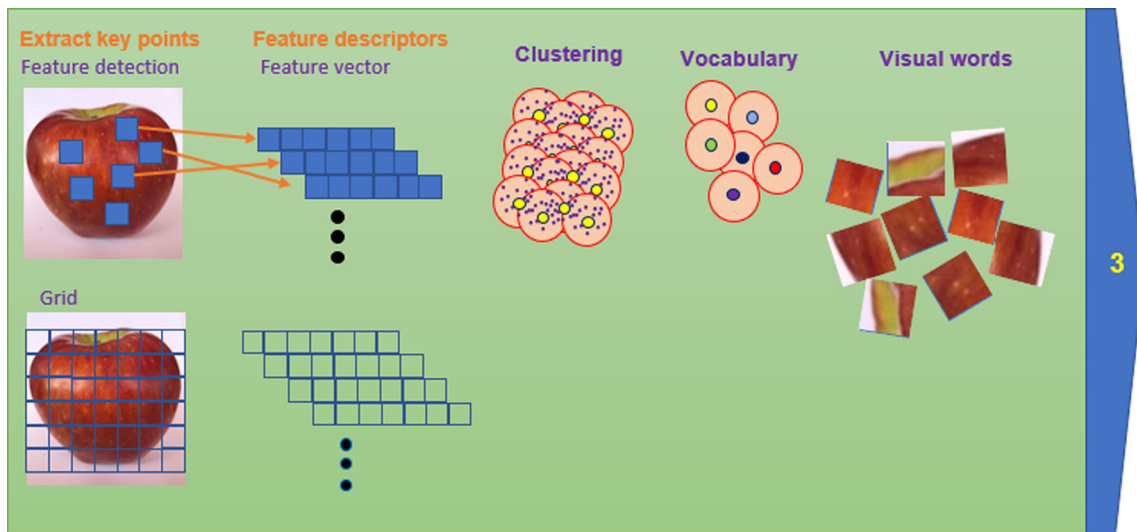 Extract key points
Feature detection
Feature descriptors
Feature vector
Clustering
Vocabulary
Visual words
3
Grid